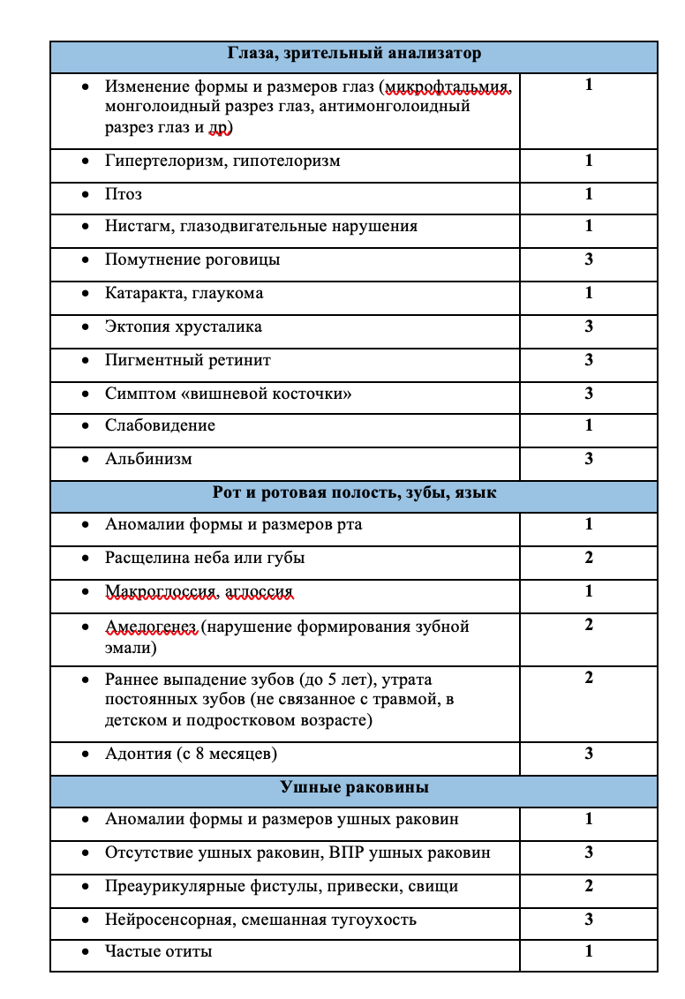 Глаза, зрительный анализатор
• Изменение формы и размеров глаз (микрофтальмия, 1
монголоидный разрез глаз, антимонголоидный
разрез глаз и др)
• Гипертелоризм, гипотелоризм 1
• Птоз 1
• Нистагм, глазодвигательные нарушения 1
• Помутнение роговицы 3
• Катаракта, глаукома 1
• Эктопия хрусталика 3
• Пигментный ретинит 3
• Симптом «вишневой косточки» 3
• Слабовидение 1
• Альбинизм 3
Рот и ротовая полость, зубы, язык
• Аномалии формы и размеров рта 1
• Расщелина неба или губы 2
• Макроглоссия, аглоссия 1
• Амелогенез (нарушение формирования зубной 2
эмали)
• Раннее выпадение зубов (до 5 лет), утрата 2
постоянных зубов (не связанное с травмой, в
детском и подростковом возрасте)
• Адонтия (с 8 месяцев) 3
Ушные раковины
• Аномалии формы и размеров ушных раковин 1
• Отсутствие ушных раковин, ВПР ушных раковин 3
• Преаурикулярные фистулы, привески, свищи 2
• Нейросенсорная, смешанная тугоухость 3
• Частые отиты 1